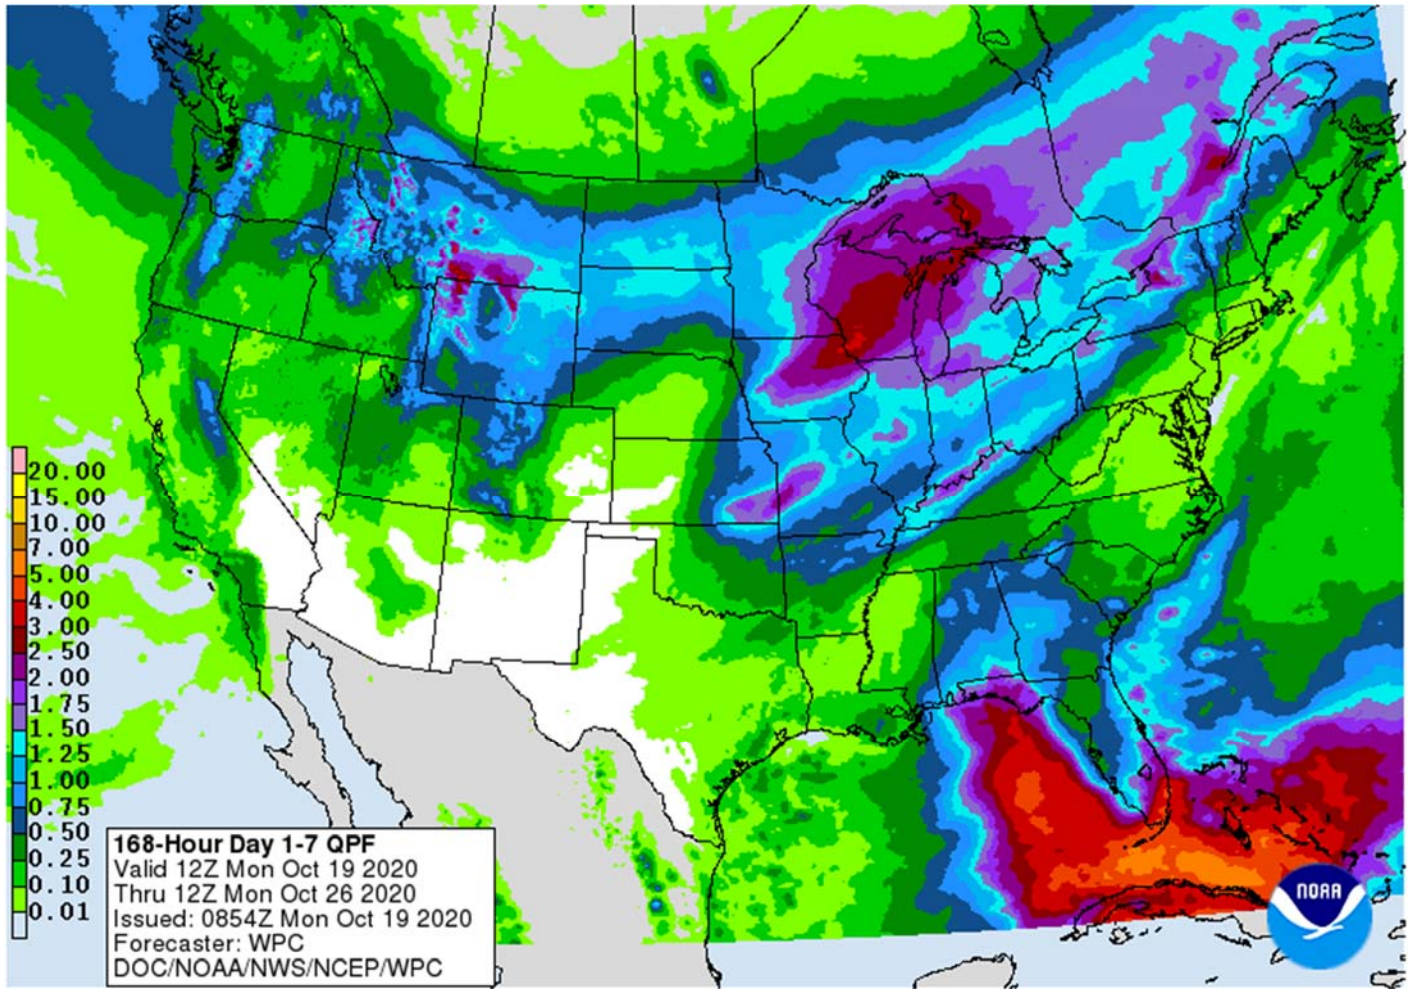 20.00
15.00
10.00
7.00
5.00
4.00
3.00
2.50
2.00
1.75
1.50
1.25
1.00
0.75
0.50
0.25
0.10
0.01
168-Hour Day 1-7 QPF
Valid 12Z Mon Oct 19 2020
Thru 12Z Mon Oct 26 2020
Issued: 0854Z Mon Oct 19 2020
Forecaster: WPC
DOC/NOAA/NWS/NCEP/WPC
NOAA